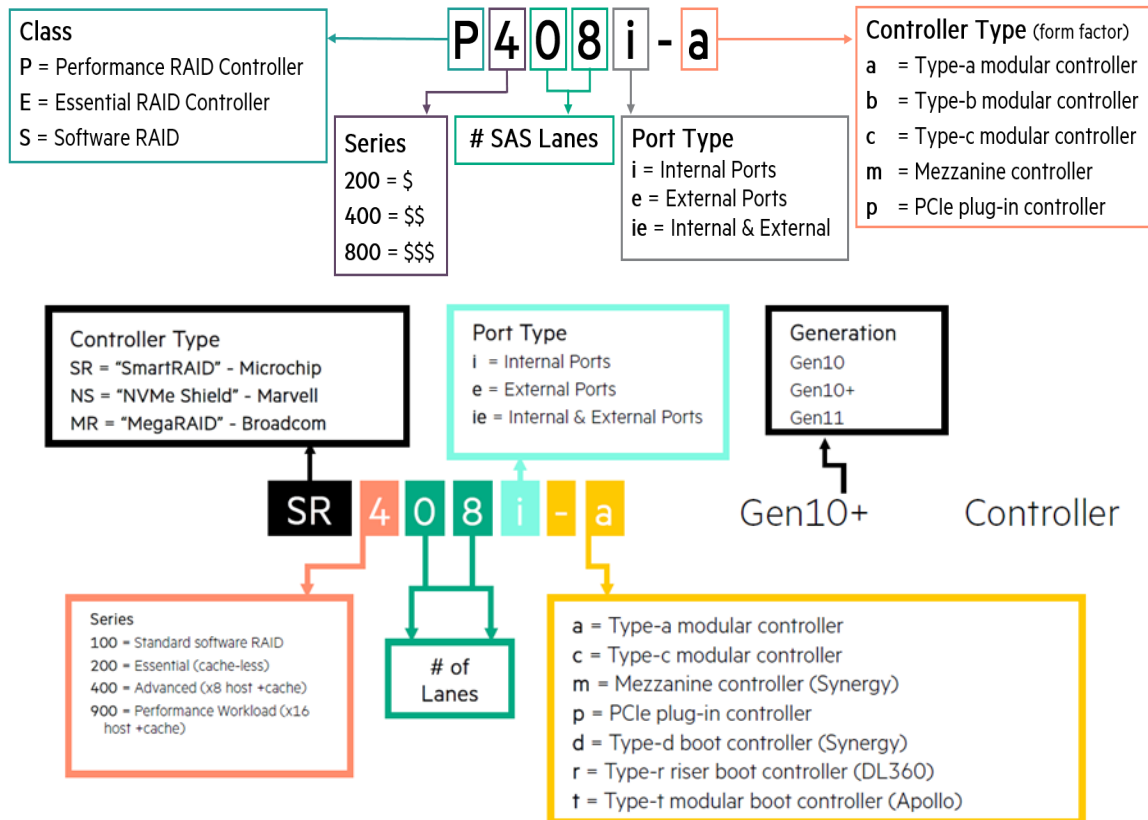 P408i-a
Class
P = Performance RAID Controller
E = Essential RAID Controller
S = Software RAID
Series
200 = $
400 = $$
800 = $$$
# SAS Lanes
Port Type
i = Internal Ports
e = External Ports
ie = Internal & External
Controller Type (form factor)
a = Type-a modular controller
b = Type-b modular controller
c = Type-c modular controller
m = Mezzanine controller
p = PCIe plug-in controller
Controller Type
SR = “SmartRAID” - Microchip
NS = “NVMe Shield” - Marvell
MR = “MegaRAID” - Broadcom
Port Type
i = Internal Ports
e = External Ports
ie = Internal & External Ports
Generation
Gen10
Gen10+
Gen11
SR 4 0 8 i - a Gen10+ Controller
Series
100 = Standard software RAID
200 = Essential (cache-less)
400 = Advanced (x8 host +cache)
900 = Performance Workload (x16
host +cache)
# of
Lanes
a = Type-a modular controller
c = Type-c modular controller
m = Mezzanine controller (Synergy)
p = PCIe plug-in controller
d = Type-d boot controller (Synergy)
r = Type-r riser boot controller (DL360)
t = Type-t modular boot controller (Apollo)